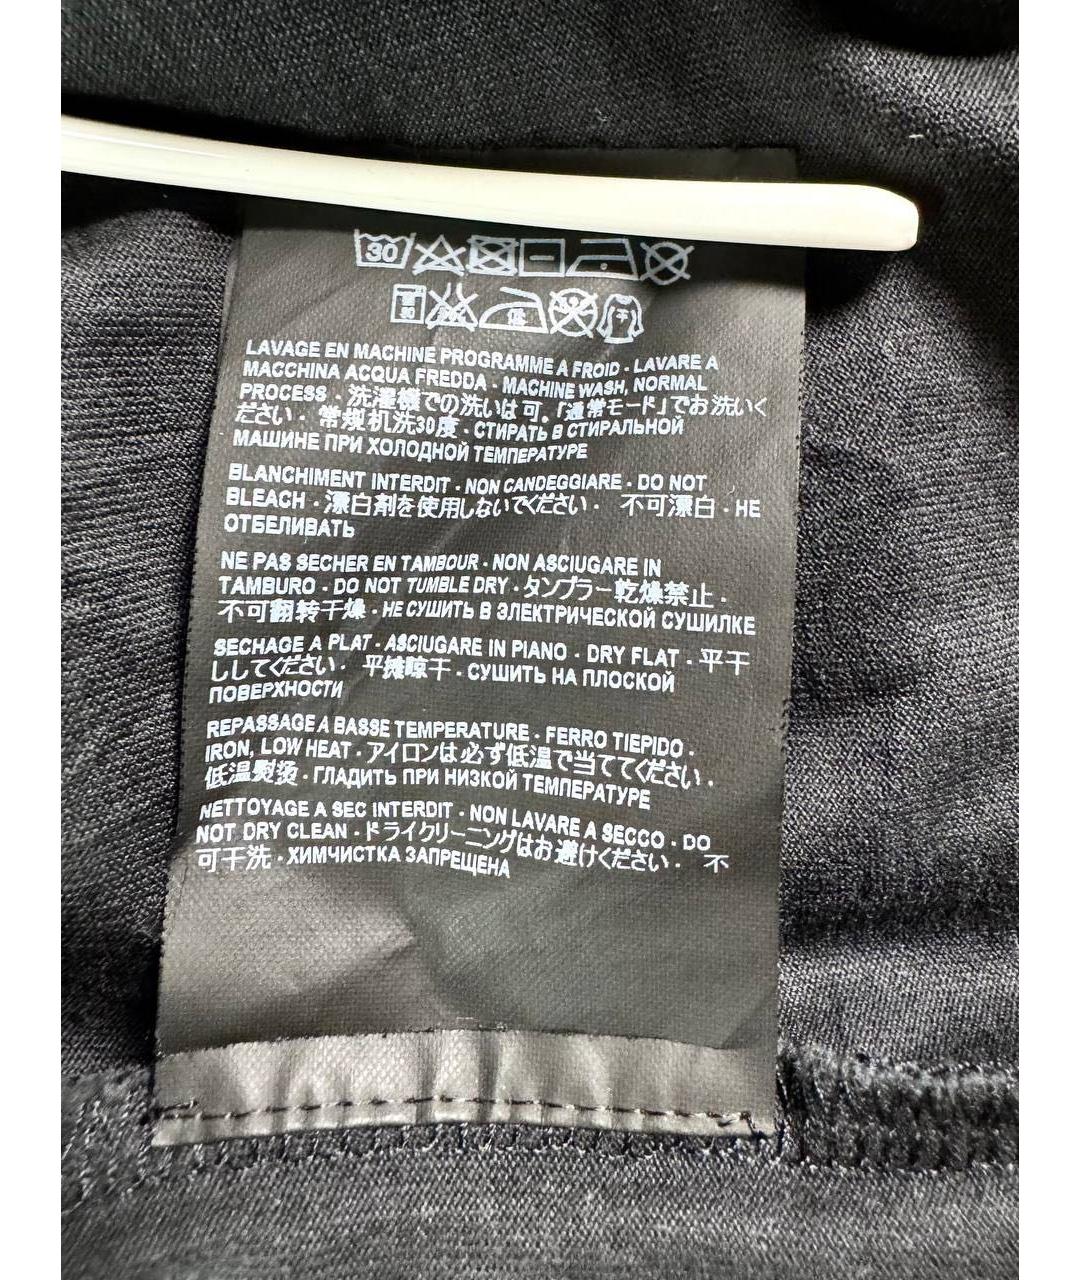 30
LAVAGE EN MACHINE PROGRAMME A FROID · LAVARE A
MACCHINA ACQUA FREDDA · MACHINE WASH, NORMAL
PROCESS · 洗濯機での洗いは可。「通常モード」でお洗いく
ださい · 常规机洗30度 · СТИРАТЬ В СТИРАЛЬНОЙ
МАШИНЕ ПРИ ХОЛОДНОЙ ТЕМПЕРАТУРЕ
BLANCHIMENT INTERDIT · NON CANDEGGIARE · DO NOT
BLEACH · 漂白剤を使用しないでください · 不可漂白 · НЕ
ОТБЕЛИВАТЬ
NE PAS SECHER EN TAMBOUR · NON ASCIUGARE IN
TAMBURO · DO NOT TUMBLE DRY · タンブラー乾燥禁止 ·
不可翻转干燥 · НЕ СУШИТЬ В ЭЛЕКТРИЧЕСКОЙ СУШИЛКЕ
SECHAGE A PLAT · ASCIUGARE IN PIANO · DRY FLAT · 平干
ししてください · 平摊晾干 · СУШИТЬ НА ПЛОСКОЙ
ПОВЕРХНОСТИ
REPASSAGE A BASSE TEMPERATURE · FERRO TIEPIDO ·
IRON, LOW HEAT · アイロンは必ず低温で当ててください ·
低温熨烫 · ГЛАДИТЬ ПРИ НИЗКОЙ ТЕМПЕРАТУРЕ
NETTOYAGE A SEC INTERDIT · NON LAVARE A SECCO · DO
NOT DRY CLEAN · ドライクリーニングはお避けください · 不
可干洗 · ХИМЧИСТКА ЗАПРЕЩЕНА